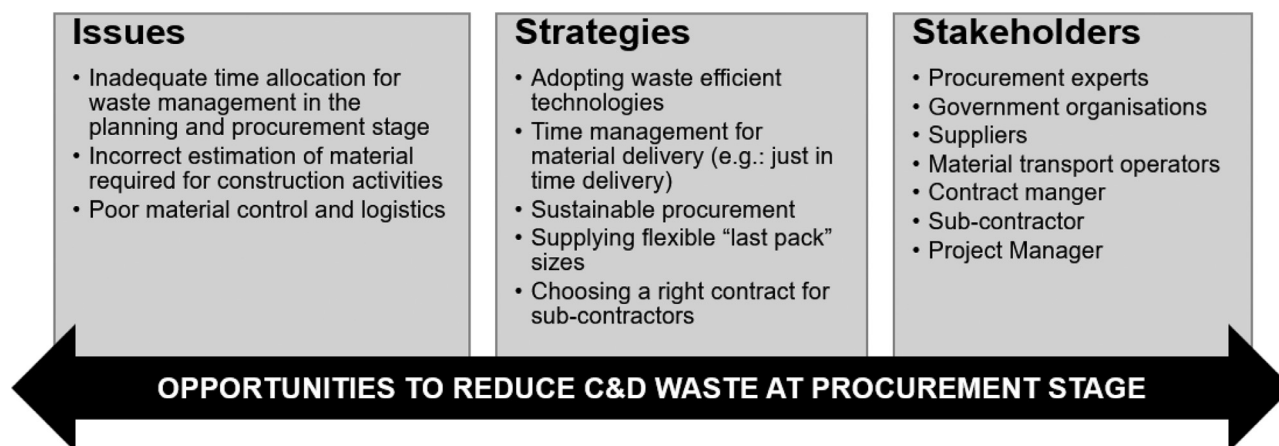 Issues
• Inadequate time allocation for
waste management in the
planning and procurement stage
• Incorrect estimation of material
required for construction activities
• Poor material control and logistics
Strategies
• Adopting waste efficient
technologies
• Time management for
material delivery (e.g.: just in
time delivery)
• Sustainable procurement
• Supplying flexible “last pack”
sizes
• Choosing a right contract for
sub-contractors
Stakeholders
• Procurement experts
• Government organisations
• Suppliers
• Material transport operators
• Contract manger
• Sub-contractor
• Project Manager
OPPORTUNITIES TO REDUCE C&D WASTE AT PROCUREMENT STAGE